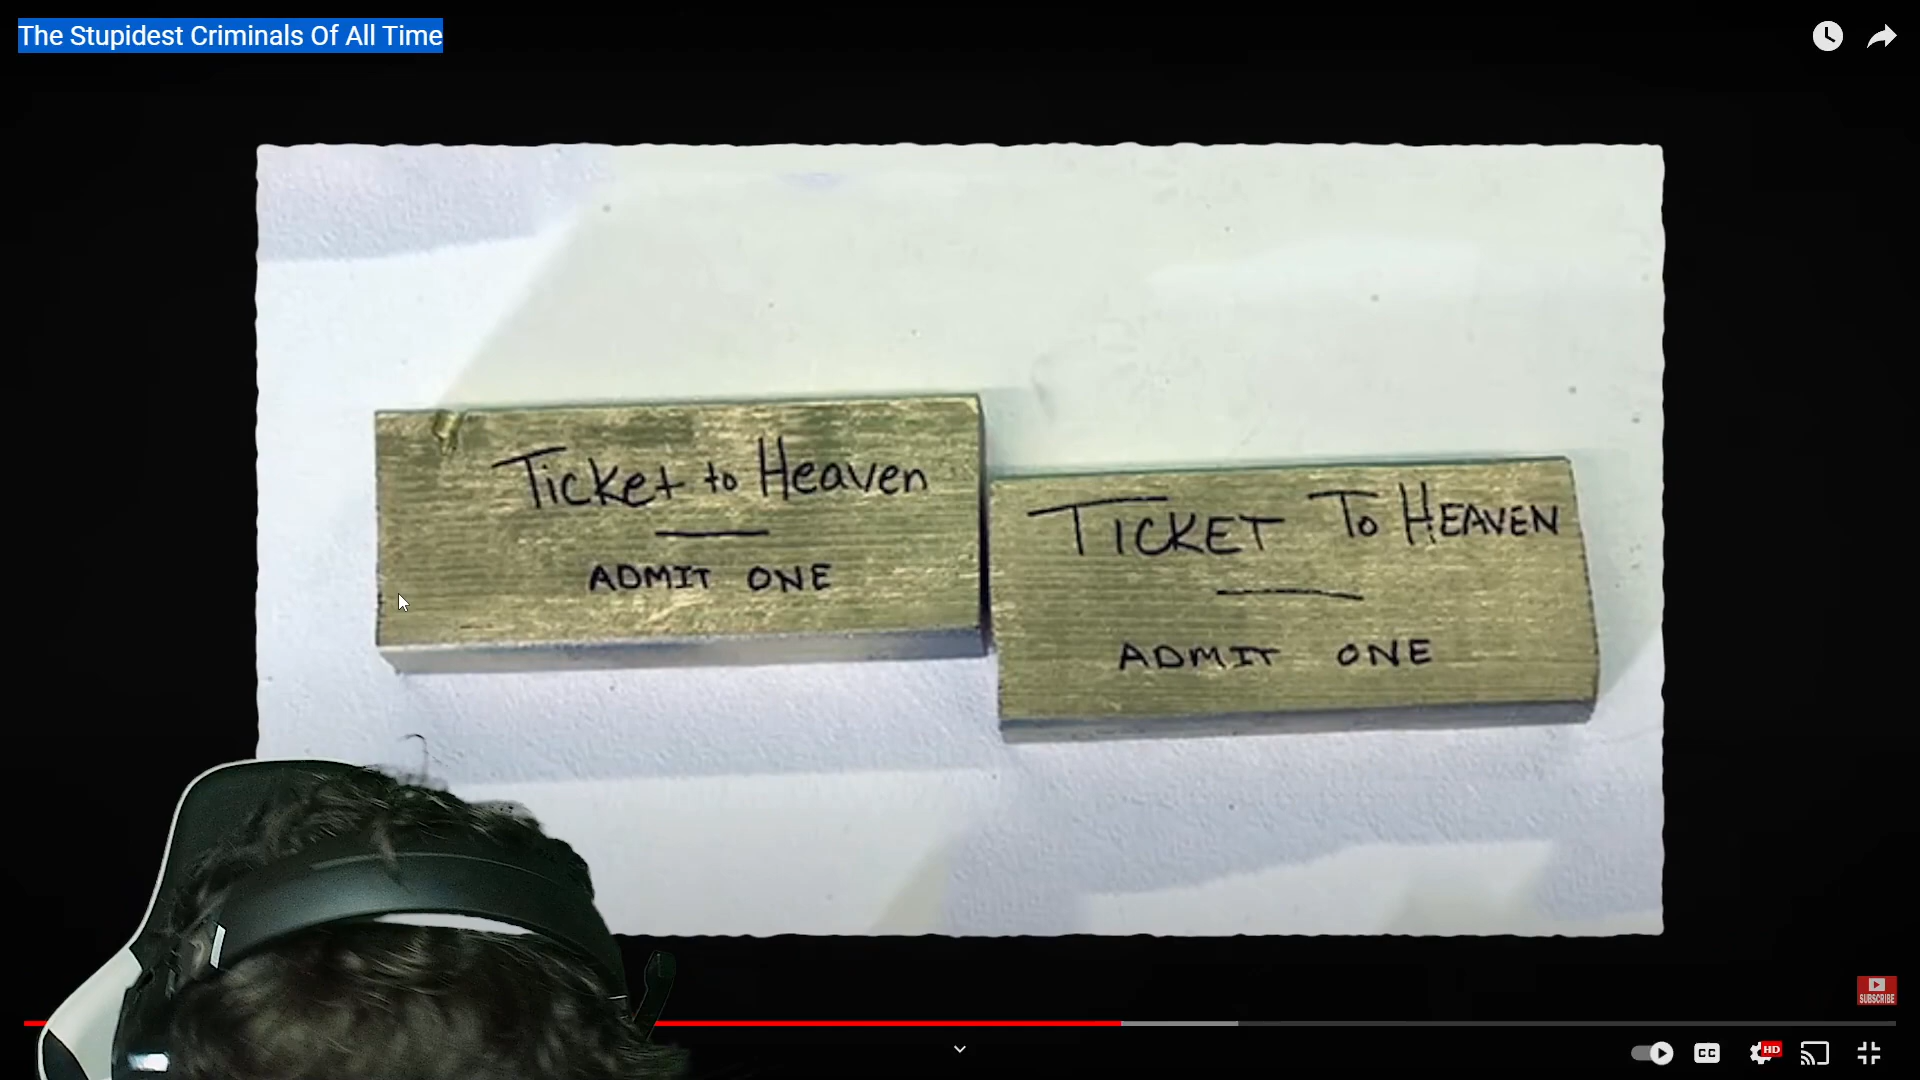 The Stupidest Criminals Of All Time
Ticket to Heaven
ADMIT ONE
TICKET TO HEAVEN
ADMIT ONE
SUBSCRIBE
CC
HD